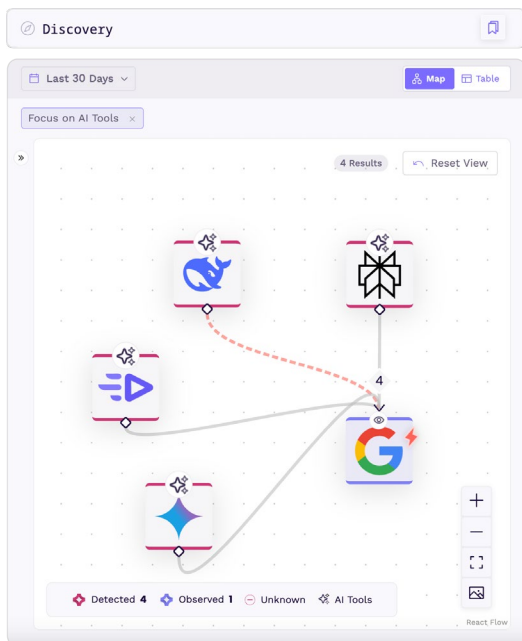 Discovery
Last 30 Days
Map
Table
Focus on AI Tools ×
4 Results
Reset View
4
Detected 4
Observed 1
Unknown
AI Tools
React Flow